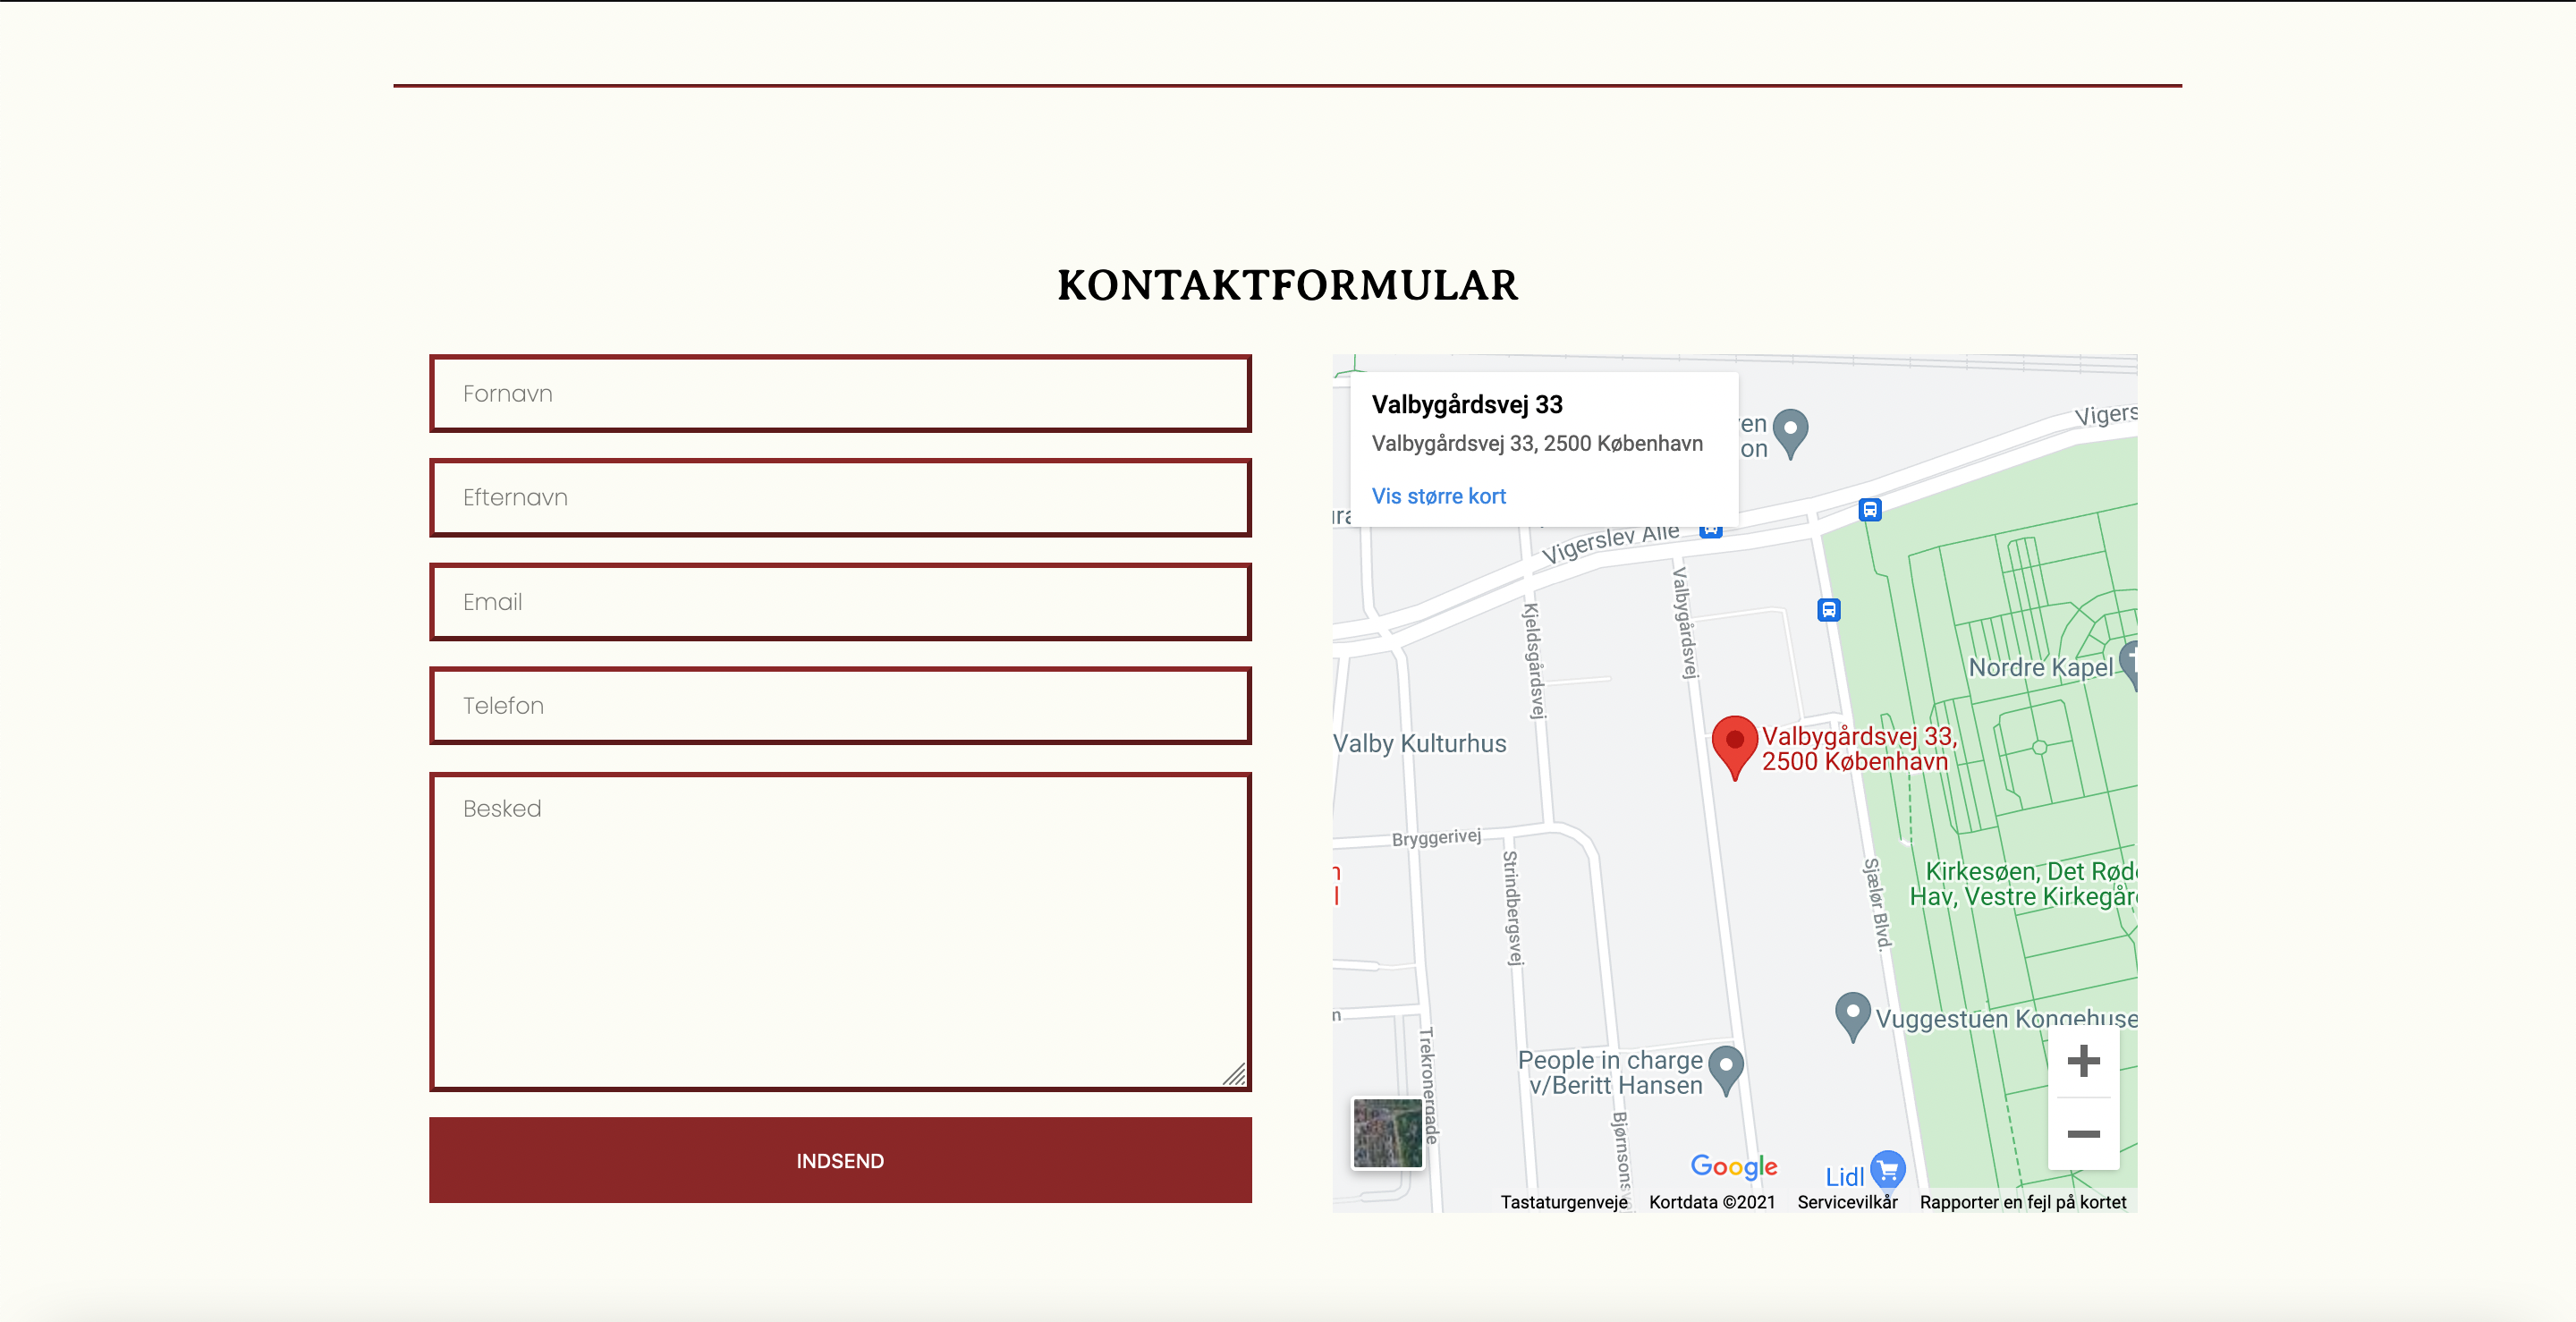 KONTAKTFORMULAR
Fornavn
Efternavn
Email
Telefon
Besked
INDSEND
Valbygårdsvej 33
Valbygårdsvej 33, 2500 København
Vis større kort
Vigerslev Alle
Kjeldsgårdsvej
Valbygårdsvej
Nordre Kapel
Valby Kulturhus
Valbygårdsvej 33,
2500 København
Bryggerivej
Strindbergsvej
Sjælør Blvd.
Kirkesøen, Det Røde
Hav, Vestre Kirkegår
Vuggestuen Kongehuse
People in charge
v/Beritt Hansen
Trekronergade
Bjørnsons
Google
Lidl
Tastaturgenveje Kortdata ©2021 Servicevilkår Rapporter en fejl på kortet